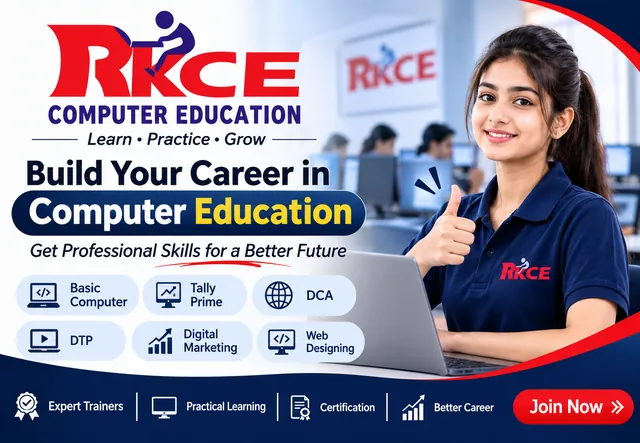 RKCE
COMPUTER EDUCATION
Learn • Practice • Grow
Build Your Career in
Computer Education
Get Professional Skills for a Better Future
Basic
Computer
Tally
Prime
DCA
DTP
Digital
Marketing
Web
Designing
RKCE
RKCE
Expert Trainers
Practical Learning
Certification
Better Career
Join Now